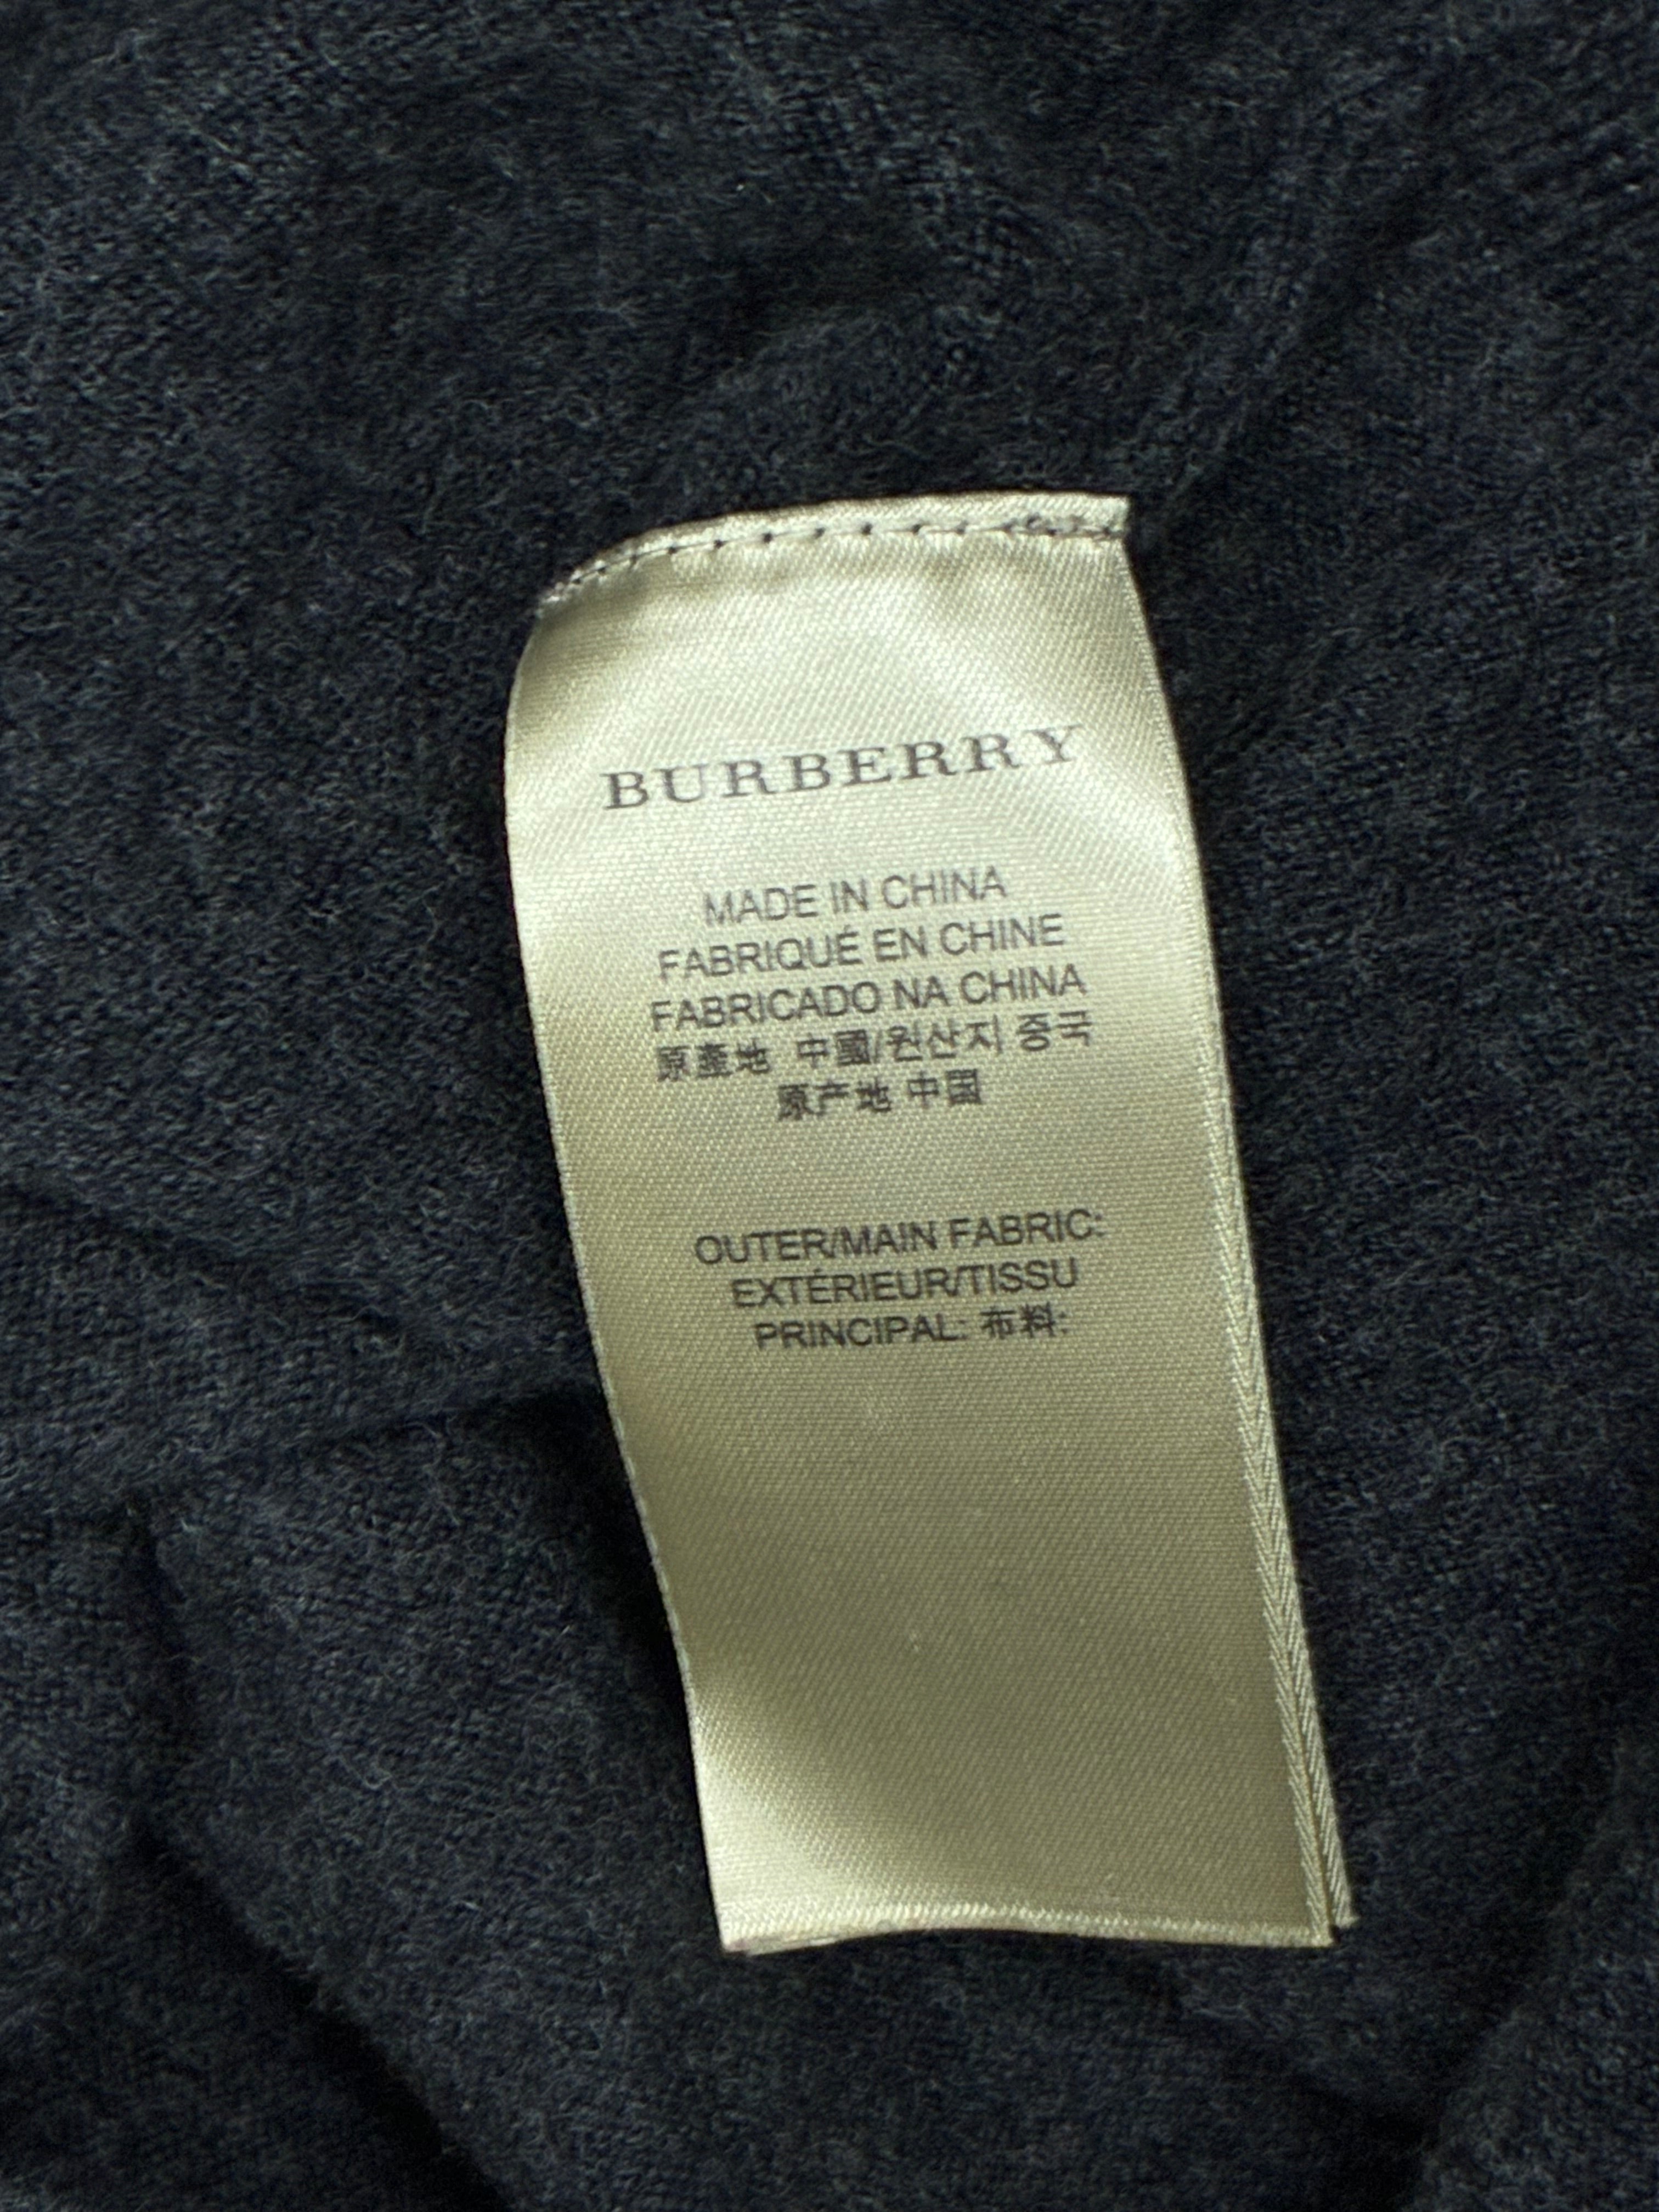 BURBERRY
MADE IN CHINA
FABRIQUÉ EN CHINE
FABRICADO NA CHINA
原產地 中國/원산지 중국
原产地 中国
OUTER/MAIN FABRIC:
EXTÉRIEUR/TISSU
PRINCIPAL: 布料: